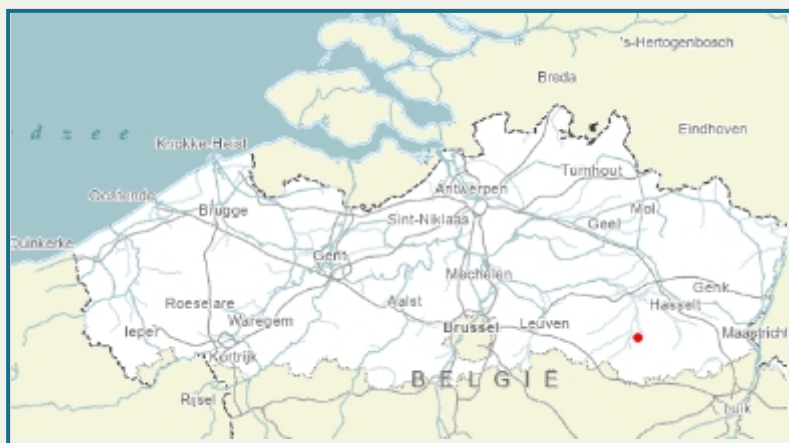 's-Hertogenbosch
Breda
d z e e
Eindhoven
Knokke-Heist
Turnhout
Oostende
Antwerpen
Mol
Brugge
Sint-Niklaas
Geel
Duinkerke
Gent
Mechelen
Genk
Roeselare
Aalst
Hasselt
Ieper
Waregem
Brussel
Leuven
Maastricht
Kortrijk
BELGIË
Rijsel
Luik